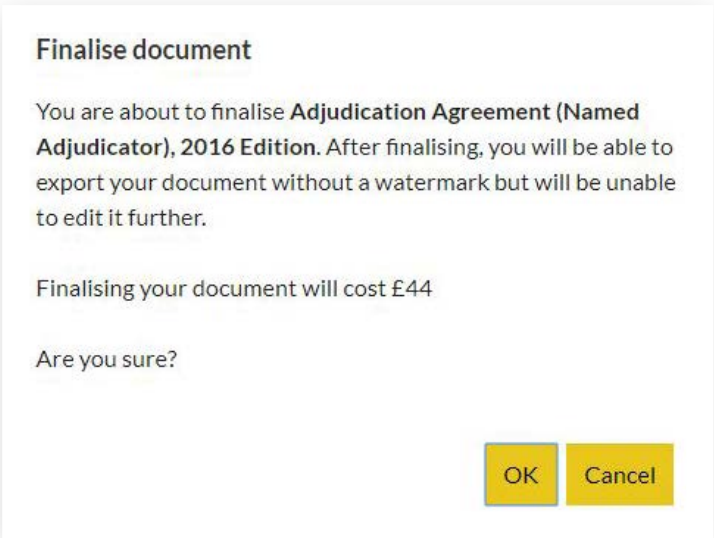 Finalise document
You are about to finalise Adjudication Agreement (Named
Adjudicator), 2016 Edition. After finalising, you will be able to
export your document without a watermark but will be unable
to edit it further.
Finalising your document will cost £44
Are you sure?
OK Cancel